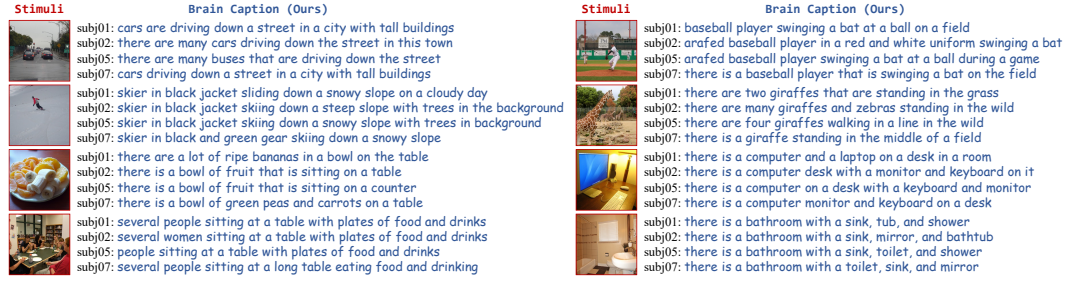 Stimuli Brain Caption (Ours)
subj01: cars are driving down a street in a city with tall buildings
subj02: there are many cars driving down the street in this town
subj05: there are many buses that are driving down the street
subj07: cars driving down a street in a city with tall buildings
subj01: skier in black jacket sliding down a snowy slope on a cloudy day
subj02: skier in black jacket skiing down a steep slope with trees in the background
subj05: skier in black jacket skiing down a snowy slope with trees in background
subj07: skier in black and green gear skiing down a snowy slope
subj01: there are a lot of ripe bananas in a bowl on the table
subj02: there is a bowl of fruit that is sitting on a table
subj05: there is a bowl of fruit that is sitting on a counter
subj07: there is a bowl of green peas and carrots on a table
subj01: several people sitting at a table with plates of food and drinks
subj02: several women sitting at a table with plates of food and drinks
subj05: people sitting at a table with plates of food and drinks
subj07: several people sitting at a long table eating food and drinking
Stimuli Brain Caption (Ours)
subj01: baseball player swinging a bat at a ball on a field
subj02: arafed baseball player in a red and white uniform swinging a bat
subj05: arafed baseball player swinging a bat at a ball during a game
subj07: there is a baseball player that is swinging a bat on the field
subj01: there are two giraffes that are standing in the grass
subj02: there are many giraffes and zebras standing in the wild
subj05: there are four giraffes walking in a line in the wild
subj07: there is a giraffe standing in the middle of a field
subj01: there is a computer and a laptop on a desk in a room
subj02: there is a computer desk with a monitor and keyboard on it
subj05: there is a computer on a desk with a keyboard and monitor
subj07: there is a computer monitor and keyboard on a desk
subj01: there is a bathroom with a sink, tub, and shower
subj02: there is a bathroom with a sink, mirror, and bathtub
subj05: there is a bathroom with a sink, toilet, and shower
subj07: there is a bathroom with a toilet, sink, and mirror